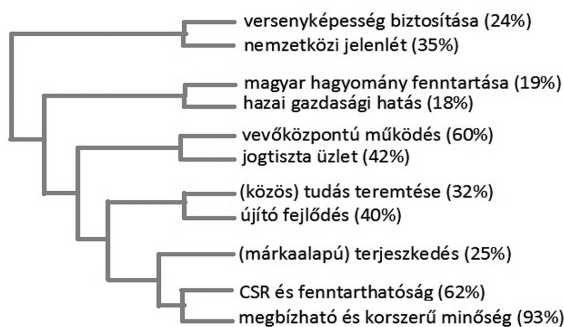 versenyképesség biztosítása (24%)
nemzetközi jelenlét (35%)
magyar hagyomány fenntartása (19%)
hazai gazdasági hatás (18%)
vevőközpontú működés (60%)
jogtiszta üzlet (42%)
(közös) tudás teremtése (32%)
újító fejlődés (40%)
(márkaalapú) terjeszkedés (25%)
CSR és fenntarthatóság (62%)
megbízható és korszerű minőség (93%)